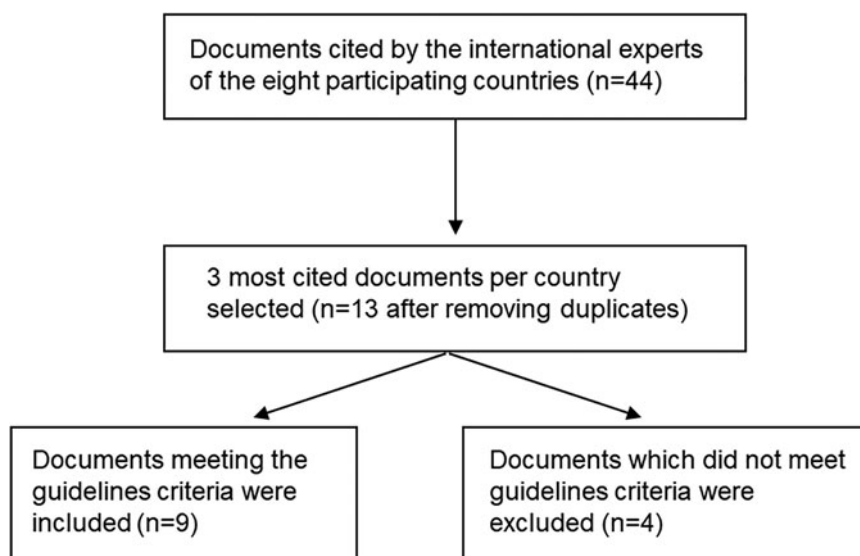 Documents cited by the international experts
of the eight participating countries (n=44)
3 most cited documents per country
selected (n=13 after removing duplicates)
Documents meeting the
guidelines criteria were
included (n=9)
Documents which did not meet
guidelines criteria were
excluded (n=4)